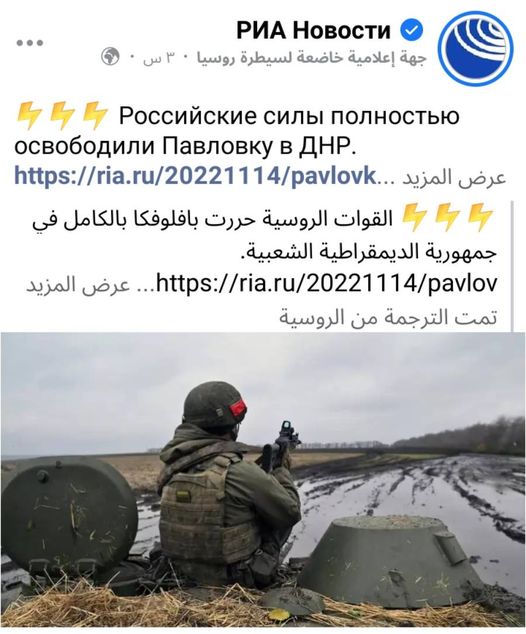 РИА Новости
جهة إعلامية خاضعة لسيطرة روسيا · ٣ س ·
⚡⚡⚡ Российские силы полностью
освободили Павловку в ДНР.
https://ria.ru/20221114/pavlovk... عرض المزيد
⚡⚡⚡ القوات الروسية حررت بافلوفكا بالكامل في
جمهورية الديمقراطية الشعبية.
https://ria.ru/20221114/pavlov... عرض المزيد
تمت الترجمة من الروسية